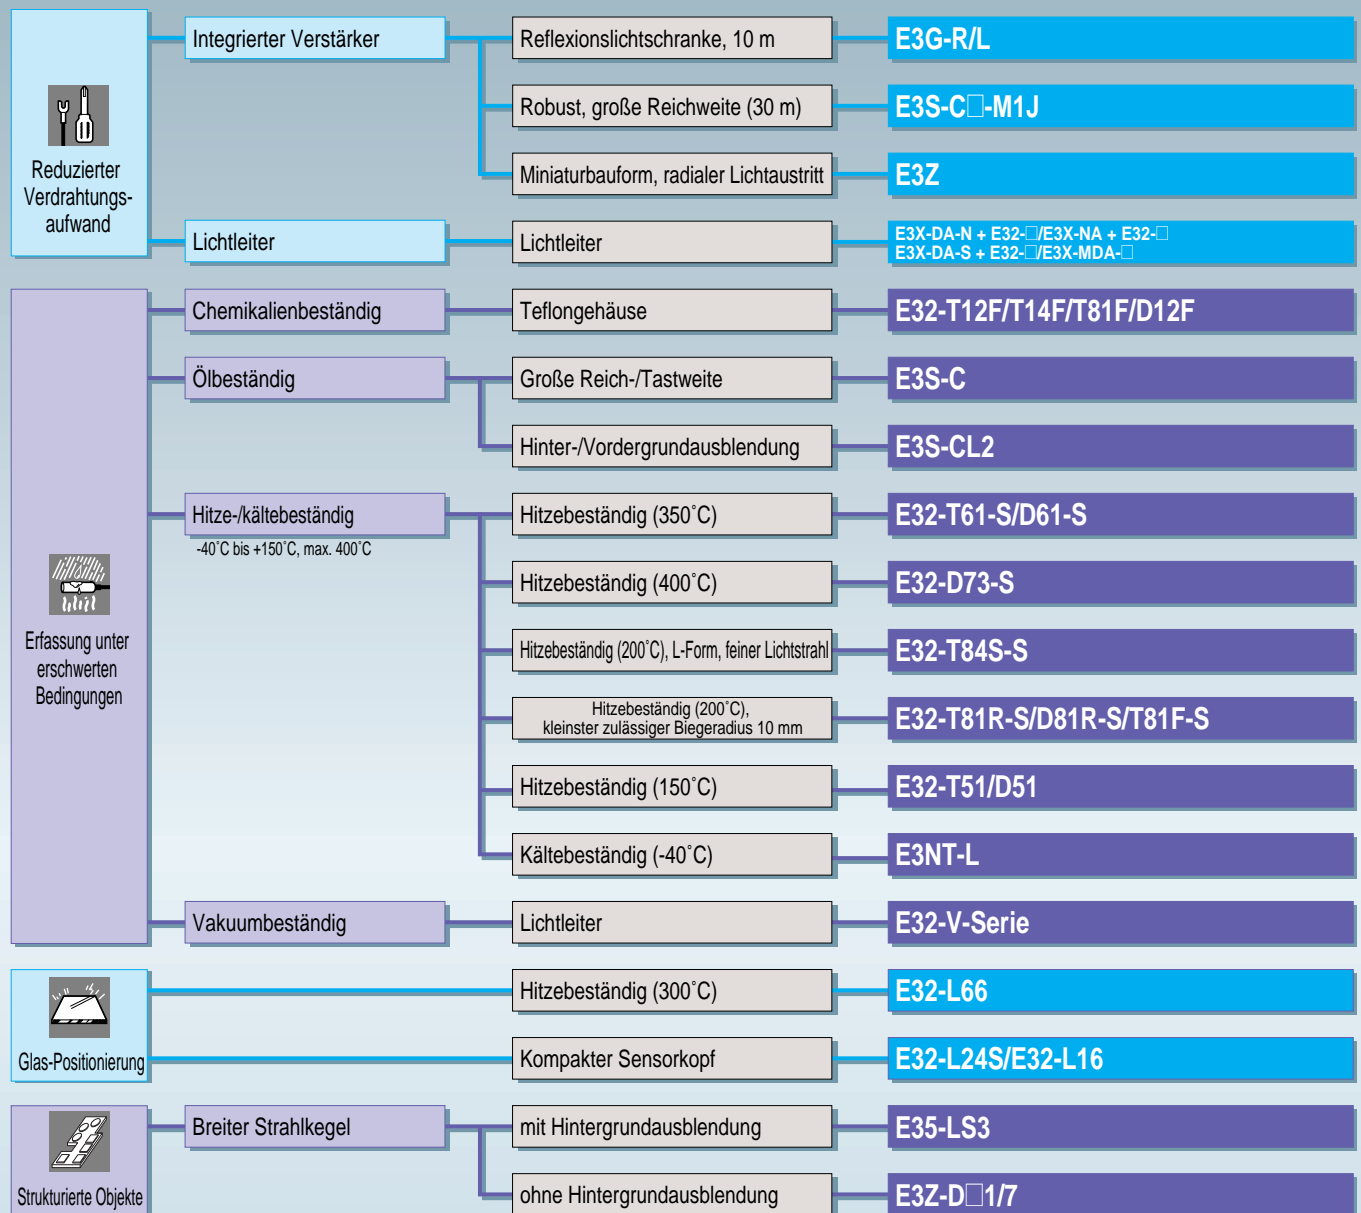 Reduzierter
Verdrahtungs-
aufwand
Integrierter Verstärker
Reflexionslichtschranke, 10 m
E3G-R/L
Robust, große Reichweite (30 m)
E3S-C□-M1J
Miniaturbauform, radialer Lichtaustritt
E3Z
Lichtleiter
Lichtleiter
E3X-DA-N + E32-□/E3X-NA + E32-□
E3X-DA-S + E32-□/E3X-MDA-□
Erfassung unter
erschwerten
Bedingungen
Chemikalienbeständig
Teflongehäuse
E32-T12F/T14F/T81F/D12F
Ölbeständig
Große Reich-/Tastweite
E3S-C
Hinter-/Vordergrundausblendung
E3S-CL2
Hitze-/kältebeständig
-40˚C bis +150˚C, max. 400˚C
Hitzebeständig (350˚C)
E32-T61-S/D61-S
Hitzebeständig (400˚C)
E32-D73-S
Hitzebeständig (200˚C), L-Form, feiner Lichtstrahl
E32-T84S-S
Hitzebeständig (200˚C),
kleinster zulässiger Biegeradius 10 mm
E32-T81R-S/D81R-S/T81F-S
Hitzebeständig (150˚C)
E32-T51/D51
Kältebeständig (-40˚C)
E3NT-L
Vakuumbeständig
Lichtleiter
E32-V-Serie
Glas-Positionierung
Hitzebeständig (300˚C)
E32-L66
Kompakter Sensorkopf
E32-L24S/E32-L16
Strukturierte Objekte
Breiter Strahlkegel
mit Hintergrundausblendung
E35-LS3
ohne Hintergrundausblendung
E3Z-D□1/7